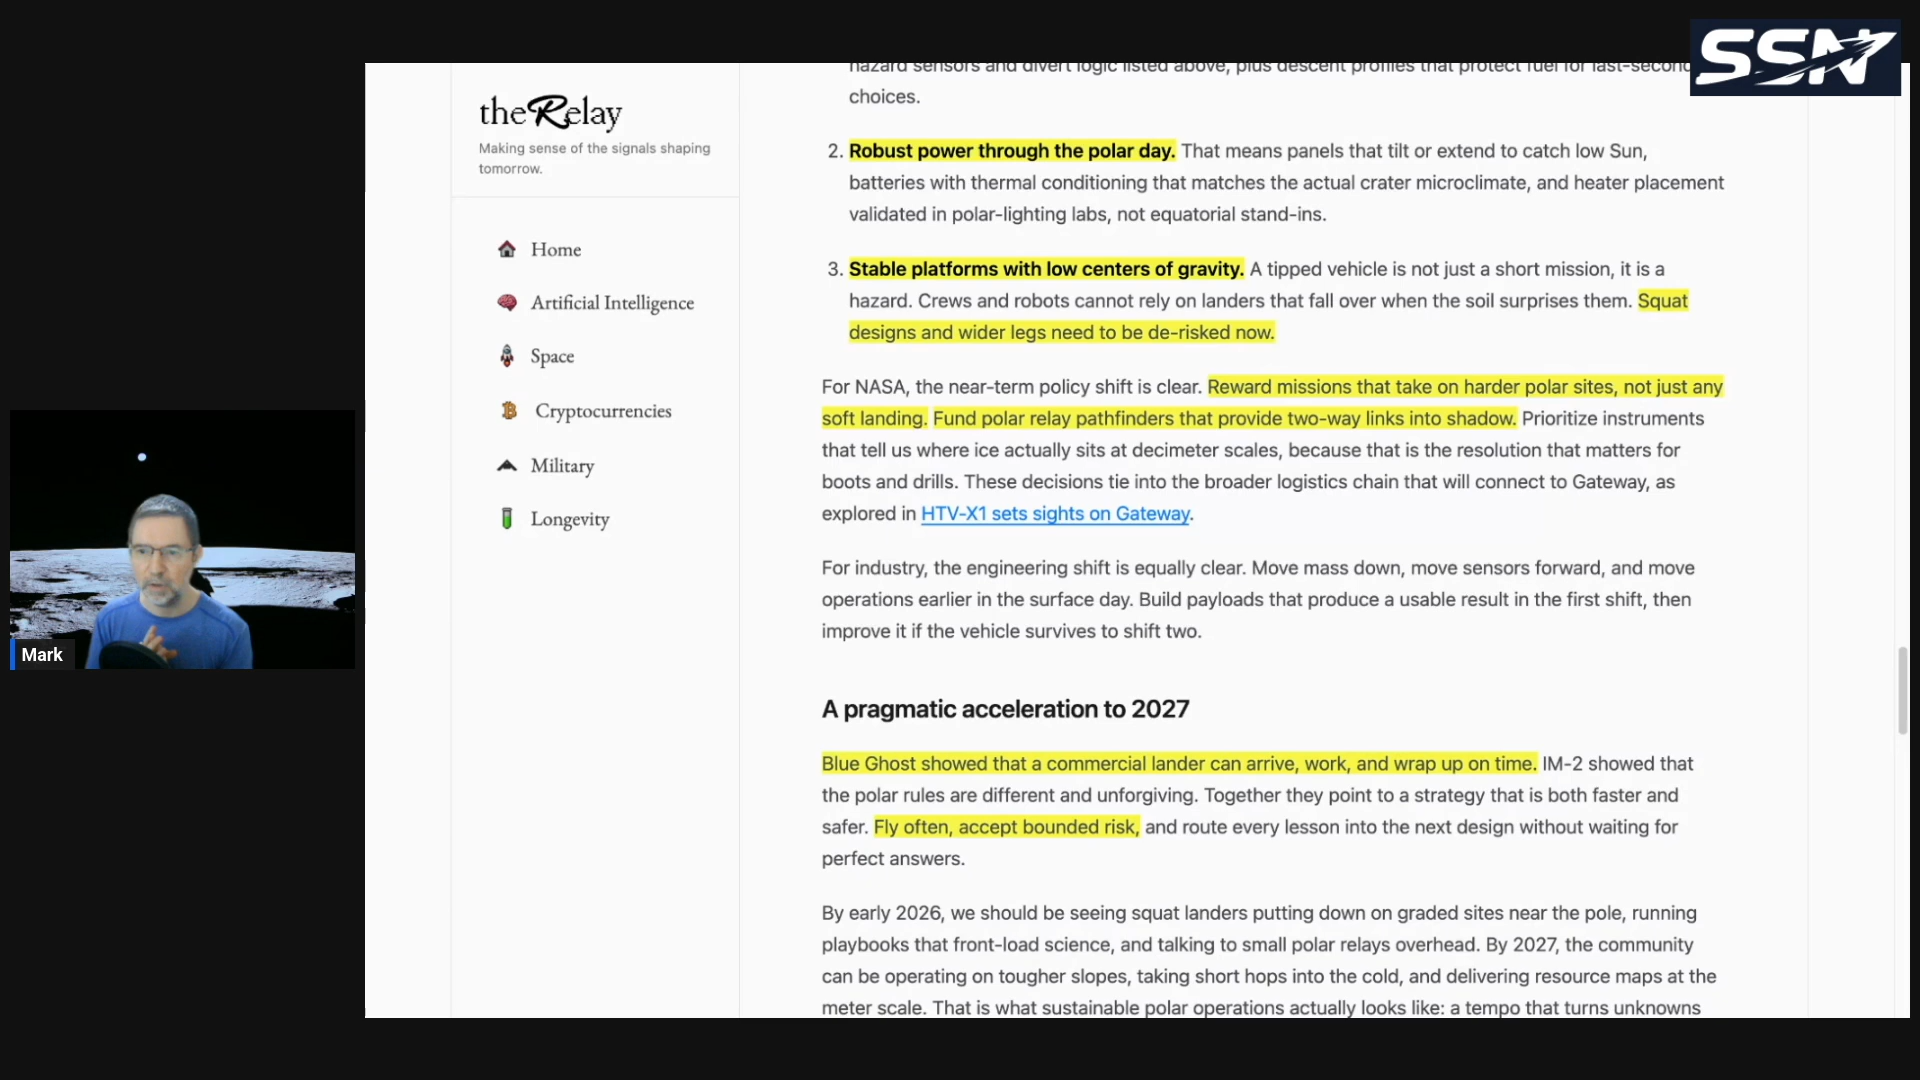 SSN
hazard sensors and divert logic listed above, plus descent profiles that protect fuel for last-second
choices.
theRelay
Making sense of the signals shaping
tomorrow.
Home
Artificial Intelligence
Space
Cryptocurrencies
Military
Longevity
2. Robust power through the polar day. That means panels that tilt or extend to catch low Sun,
batteries with thermal conditioning that matches the actual crater microclimate, and heater placement
validated in polar-lighting labs, not equatorial stand-ins.
3. Stable platforms with low centers of gravity. A tipped vehicle is not just a short mission, it is a
hazard. Crews and robots cannot rely on landers that fall over when the soil surprises them. Squat
designs and wider legs need to be de-risked now.
For NASA, the near-term policy shift is clear. Reward missions that take on harder polar sites, not just any
soft landing. Fund polar relay pathfinders that provide two-way links into shadow. Prioritize instruments
that tell us where ice actually sits at decimeter scales, because that is the resolution that matters for
boots and drills. These decisions tie into the broader logistics chain that will connect to Gateway, as
explored in HTV-X1 sets sights on Gateway.
For industry, the engineering shift is equally clear. Move mass down, move sensors forward, and move
operations earlier in the surface day. Build payloads that produce a usable result in the first shift, then
improve it if the vehicle survives to shift two.
A pragmatic acceleration to 2027
Blue Ghost showed that a commercial lander can arrive, work, and wrap up on time. IM-2 showed that
the polar rules are different and unforgiving. Together they point to a strategy that is both faster and
safer. Fly often, accept bounded risk, and route every lesson into the next design without waiting for
perfect answers.
By early 2026, we should be seeing squat landers putting down on graded sites near the pole, running
playbooks that front-load science, and talking to small polar relays overhead. By 2027, the community
can be operating on tougher slopes, taking short hops into the cold, and delivering resource maps at the
meter scale. That is what sustainable polar operations actually looks like: a tempo that turns unknowns
Mark